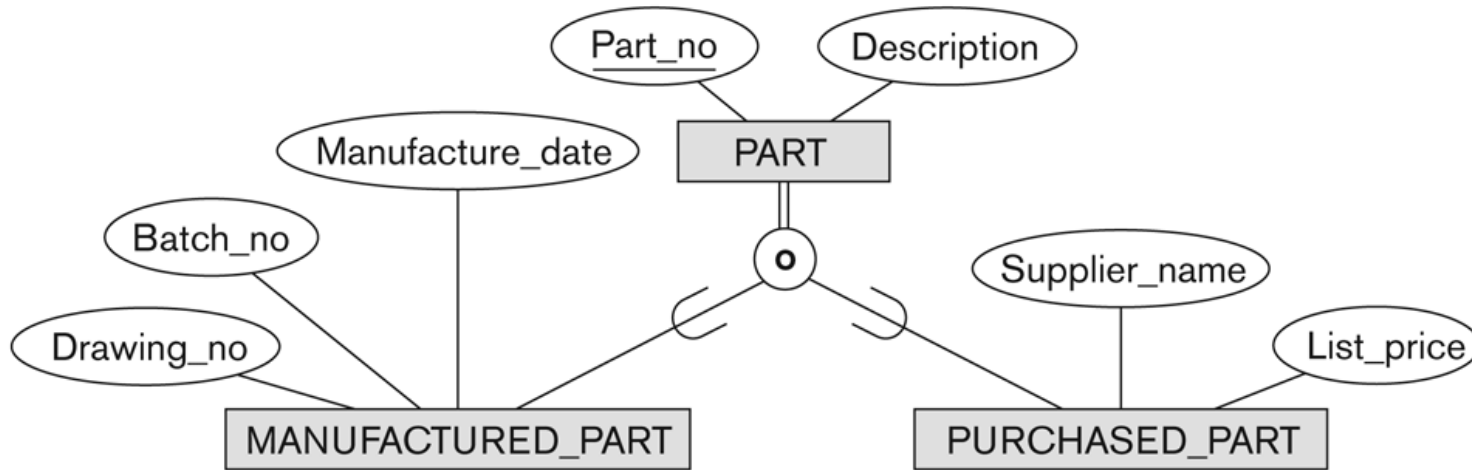 Part_no
Description
Manufacture_date
PART
Batch_no
o
Supplier_name
Drawing_no
List_price
MANUFACTURED_PART
PURCHASED_PART